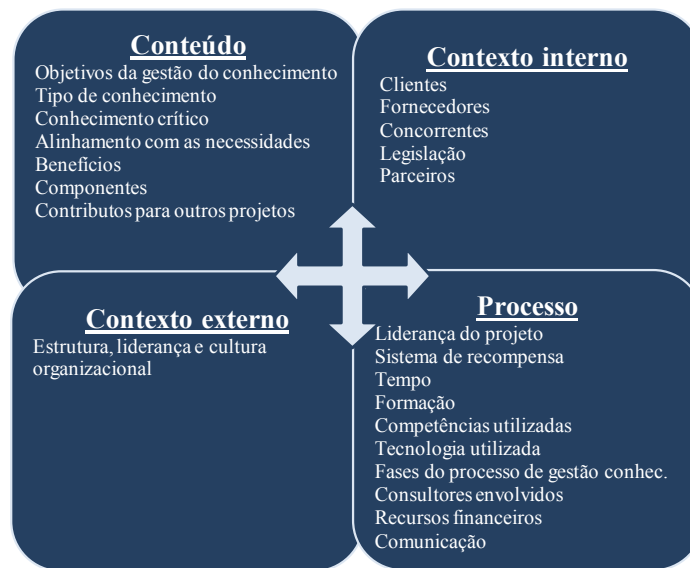 Conteúdo
Objetivos da gestão do conhecimento
Tipo de conhecimento
Conhecimento crítico
Alinhamento com as necessidades
Benefícios
Componentes
Contributos para outros projetos
Contexto interno
Clientes
Fornecedores
Concorrentes
Legislação
Parceiros
Contexto externo
Estrutura, liderança e cultura
organizacional
Processo
Liderança do projeto
Sistema de recompensa
Tempo
Formação
Competências utilizadas
Tecnologia utilizada
Fases do processo de gestão conhec.
Consultores envolvidos
Recursos financeiros
Comunicação